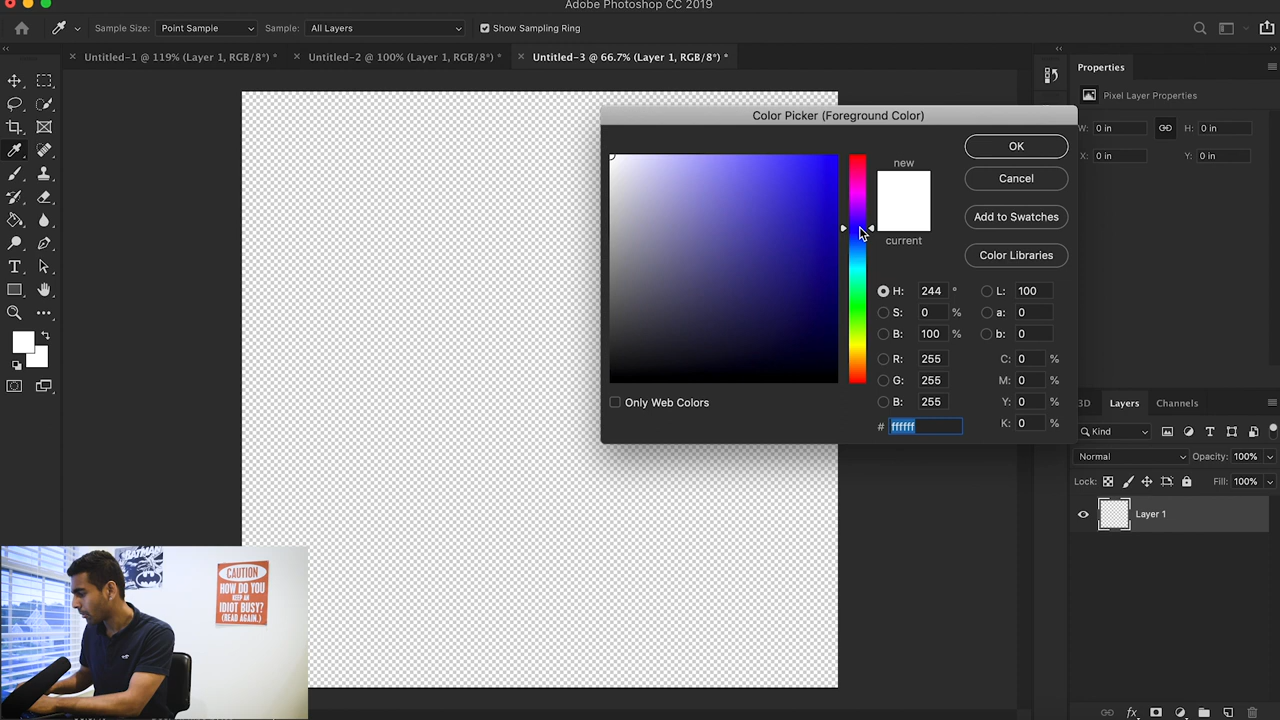 Adobe Photoshop CC 2019
Sample Size: Point Sample Sample: All Layers Show Sampling Ring
Untitled-1 @ 119% (Layer 1, RGB/8*) * Untitled-2 @ 100% (Layer 1, RGB/8*) * Untitled-3 @ 66.7% (Layer 1, RGB/8*) *
Properties
Pixel Layer Properties
W: 0 in H: 0 in
X: 0 in Y: 0 in
Color Picker (Foreground Color)
new
current
OK
Cancel
Add to Swatches
Color Libraries
H: 244 ° L: 100
S: 0 % a: 0
B: 100 % b: 0
R: 255 C: 0 %
G: 255 M: 0 %
B: 255 Y: 0 %
# ffffff K: 0 %
Only Web Colors
3D Layers Channels
Kind
Normal Opacity: 100%
Lock: Fill: 100%
Layer 1
BATMAN
CAUTION
HOW DO YOU
KEEP AN
IDIOT BUSY?
(READ AGAIN.)